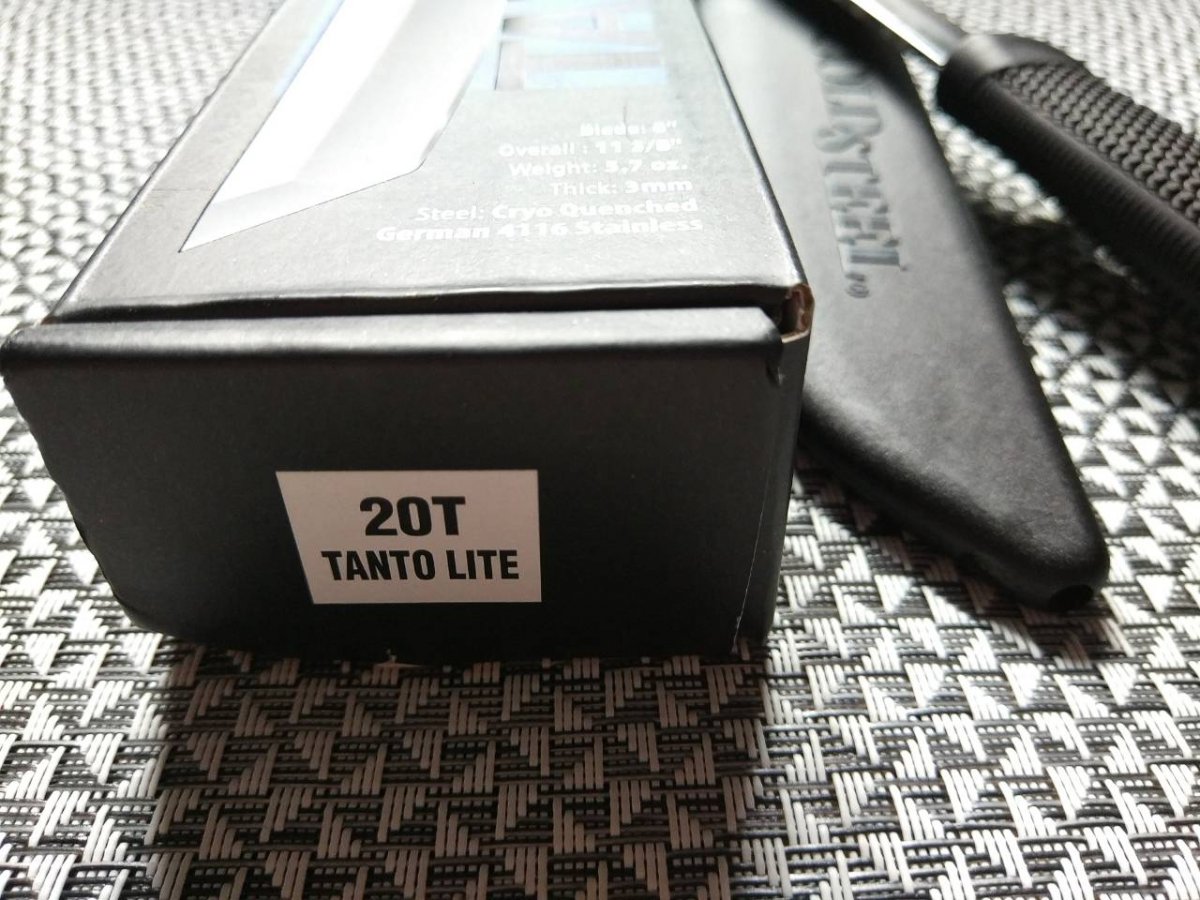 Blade: 6"
Overall : 11 3/8"
Weight: 5,7 oz.
Thick: 3mm
Steel: Cryo Quenched
German 4116 Stainless
20T
TANTO LITE
STEEL